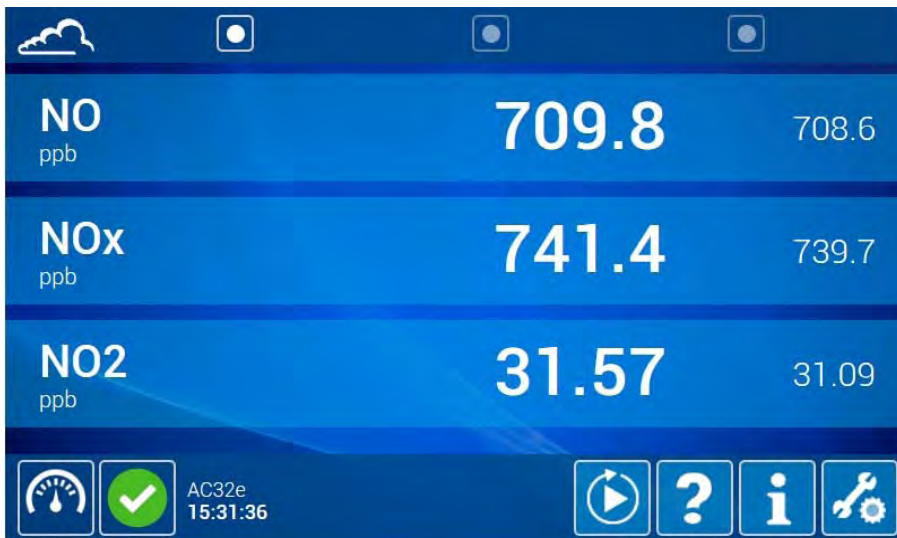 NO
ppb
709.8
708.6
NOx
ppb
741.4
739.7
NO2
ppb
31.57
31.09
AC32e
15:31:36
?
i